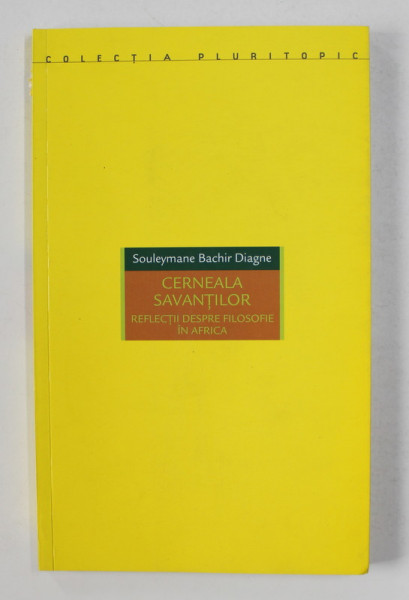 COLECȚIA PLURITOPIC
Souleymane Bachir Diagne
CERNEALA
SAVANȚILOR
REFLECȚII DESPRE FILOSOFIE
ÎN AFRICA